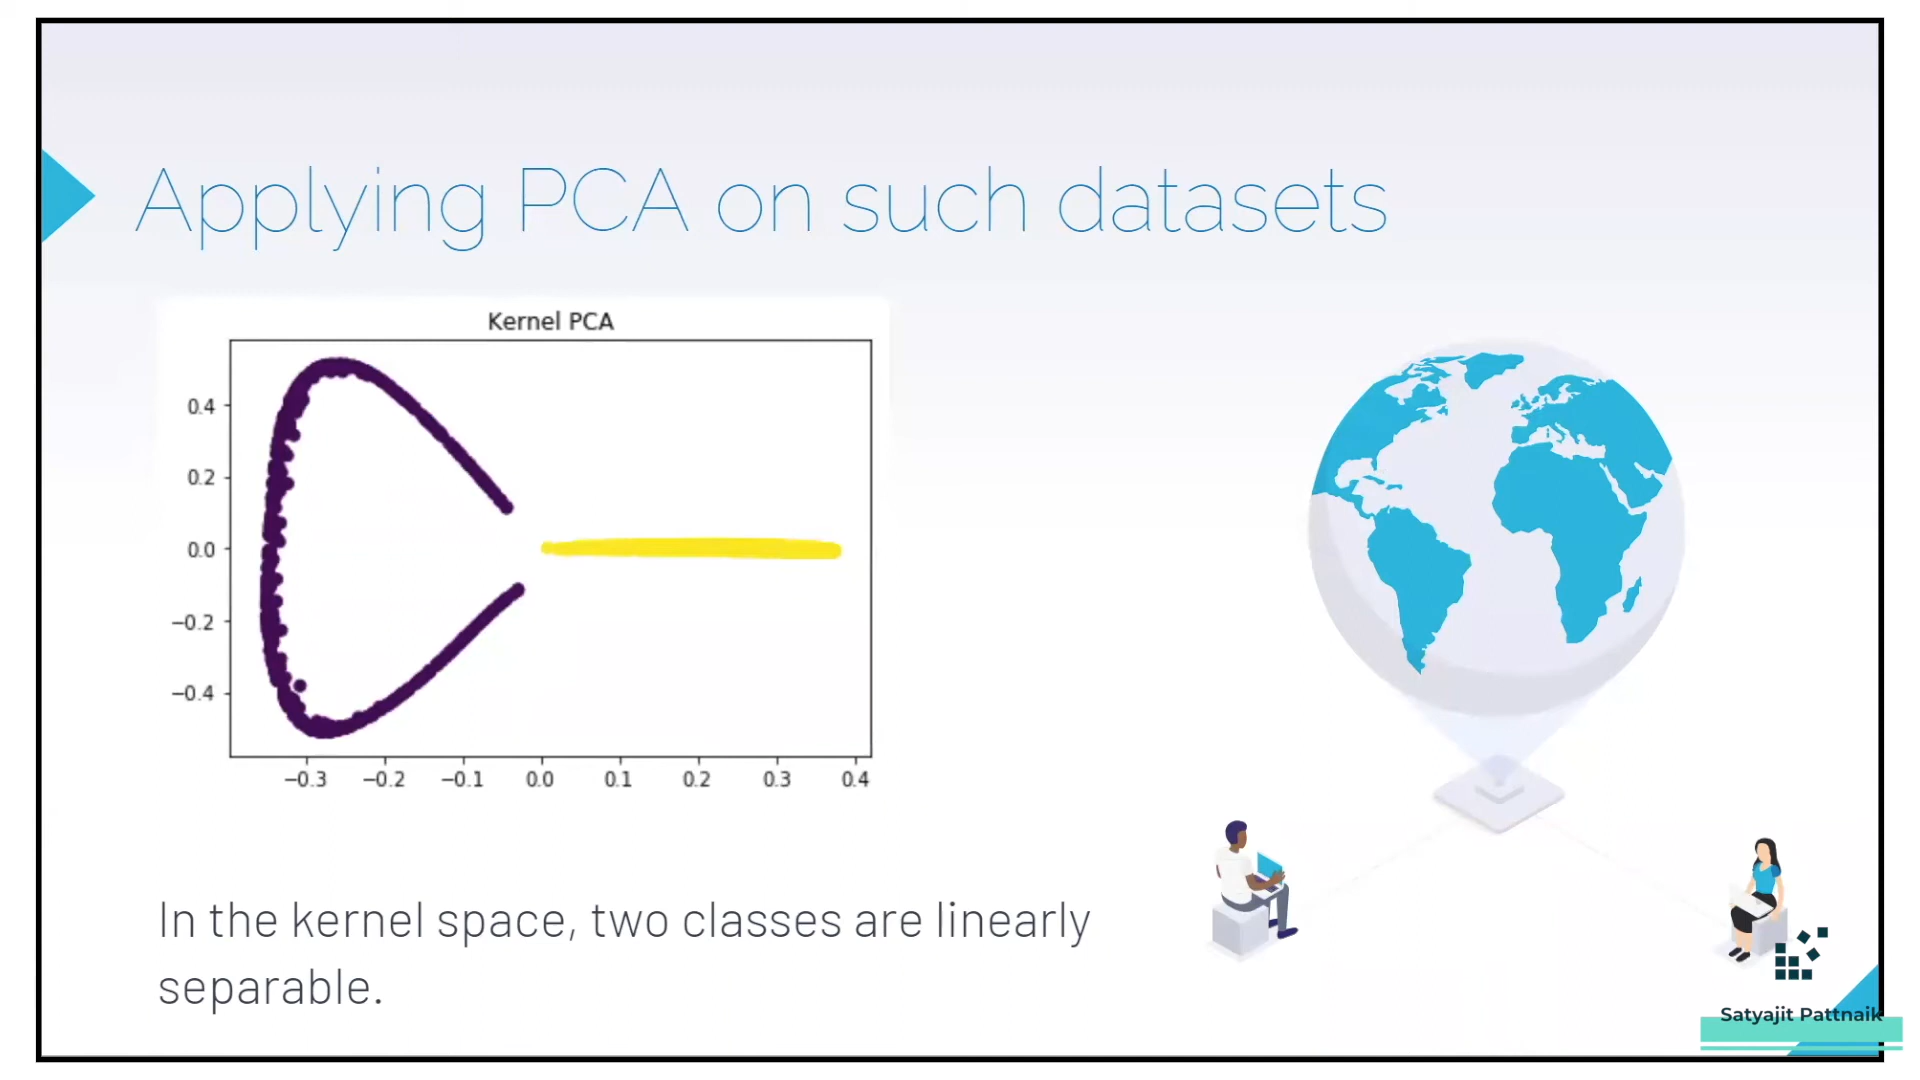 Applying PCA on such datasets
Kernel PCA
0.4
0.2
0.0
−0.2
−0.4
−0.3 −0.2 −0.1 0.0 0.1 0.2 0.3 0.4
In the kernel space, two classes are linearly
separable.
Satyajit Pattnaik